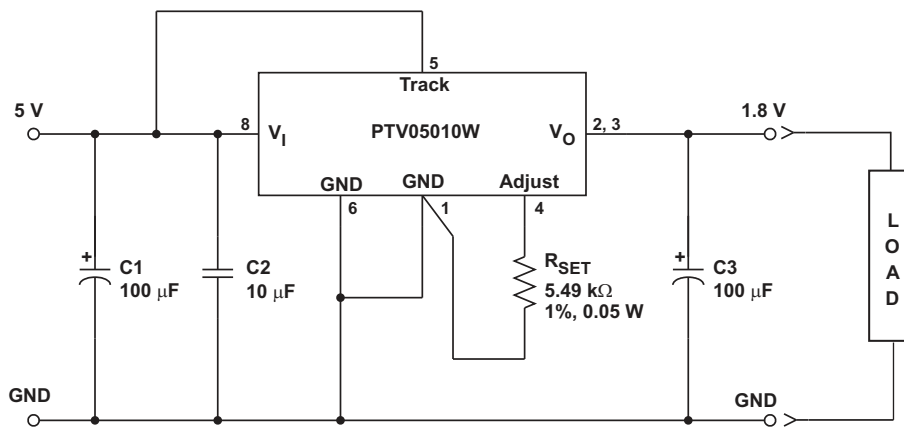 5
Track
5 V
8
V_I
PTV05010W
V_O
2, 3
1.8 V
GND
GND
Adjust
6
1
4
C1
100 μF
C2
10 μF
R_SET
5.49 kΩ
1%, 0.05 W
C3
100 μF
L
O
A
D
+
+
GND
GND